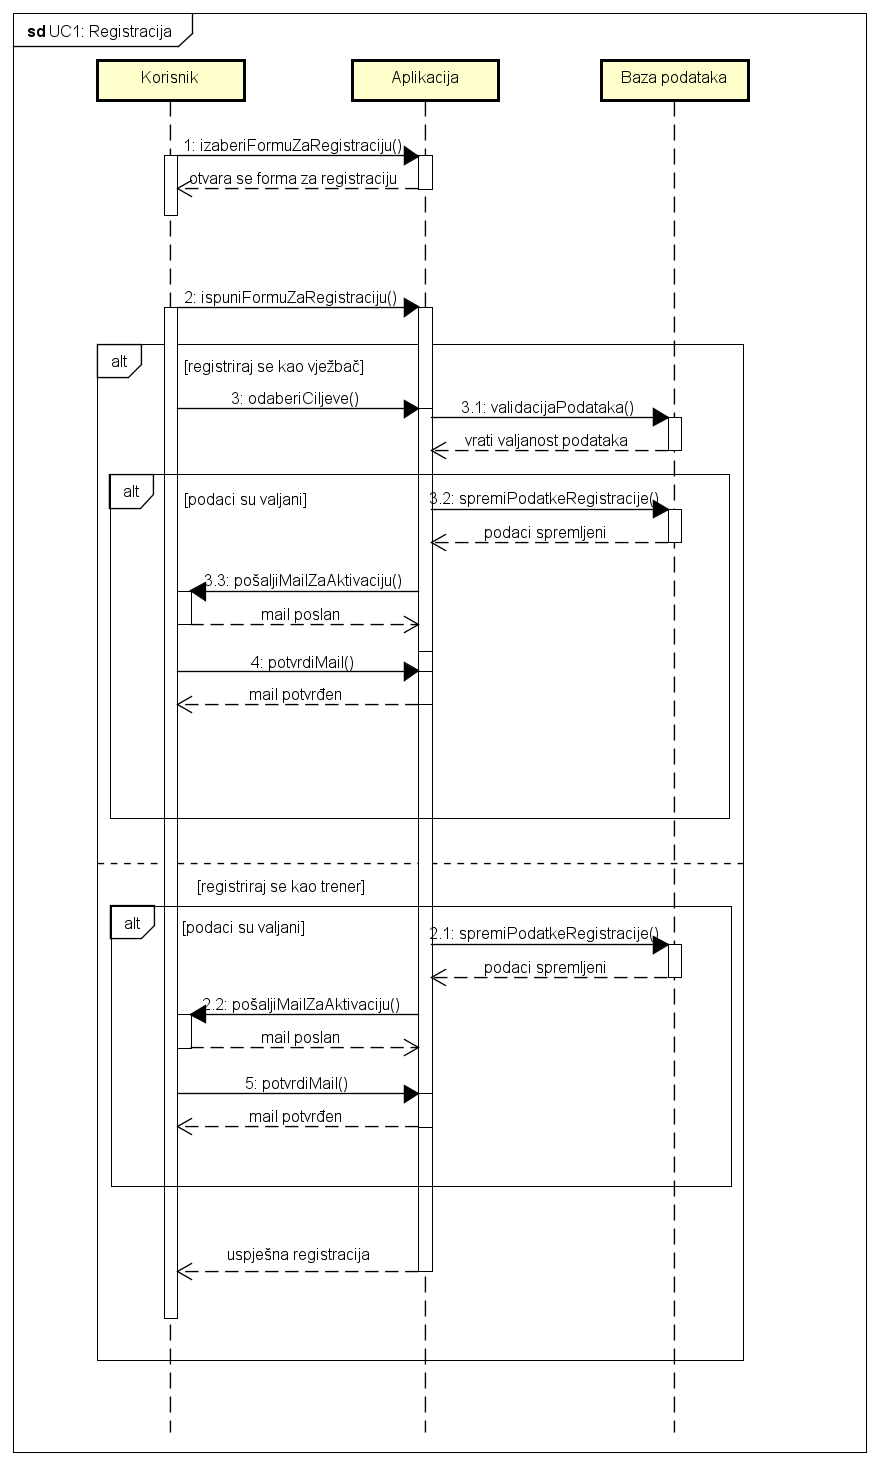 sd UC1: Registracija
Korisnik
Aplikacija
Baza podataka
1: izaberiFormuZaRegistraciju()
otvara se forma za registraciju
2: ispuniFormuZaRegistraciju()
alt
[registriraj se kao vježbač]
3: odaberiCiljeve()
3.1: validacijaPodataka()
vrati valjanost podataka
alt
[podaci su valjani]
3.2: spremiPodatkeRegistracije()
podaci spremljeni
3.3: pošaljiMailZaAktivaciju()
mail poslan
4: potvrdiMail()
mail potvrđen
[registriraj se kao trener]
alt
[podaci su valjani]
2.1: spremiPodatkeRegistracije()
podaci spremljeni
2.2: pošaljiMailZaAktivaciju()
mail poslan
5: potvrdiMail()
mail potvrđen
uspješna registracija